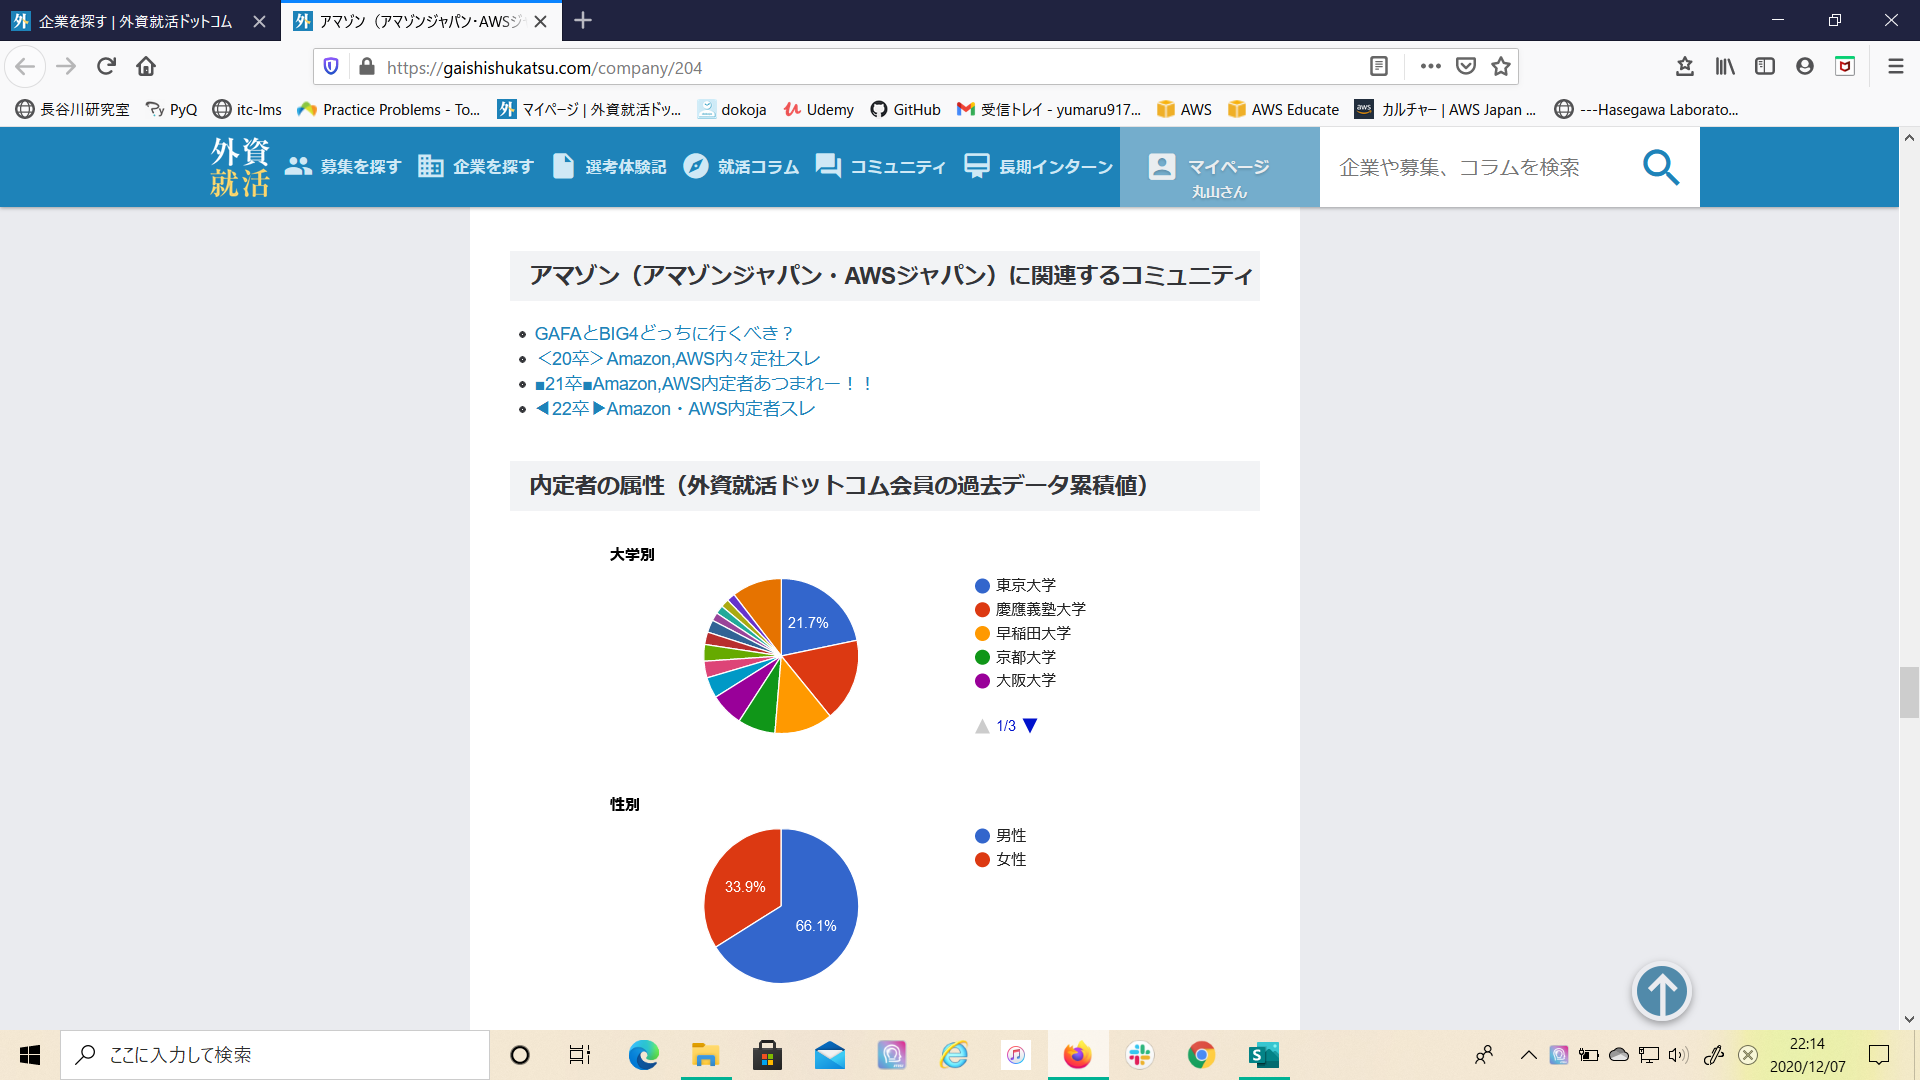 企業を探す | 外資就活ドットコム
アマゾン（アマゾンジャパン・AWSジ
https://gaishishukatsu.com/company/204
長谷川研究室 PyQ itc-lms Practice Problems - To... マイページ | 外資就活ドッ... dokoja Udemy GitHub 受信トレイ - yumaru917... AWS AWS Educate カルチャー | AWS Japan ... ---Hasegawa Laborato...
外資就活 募集を探す 企業を探す 選考体験記 就活コラム コミュニティ 長期インターン マイページ 企業や募集、コラムを検索
丸山さん
アマゾン（アマゾンジャパン・AWSジャパン）に関連するコミュニティ
GAFAとBIG4どっちに行くべき？
＜20卒＞Amazon,AWS内々定社スレ
■21卒■Amazon,AWS内定者あつまれー！！
◀22卒▶Amazon・AWS内定者スレ
内定者の属性（外資就活ドットコム会員の過去データ累積値）
大学別
21.7%
東京大学
慶應義塾大学
早稲田大学
京都大学
大阪大学
1/3
性別
33.9%
66.1%
男性
女性
ここに入力して検索
22:14
2020/12/07